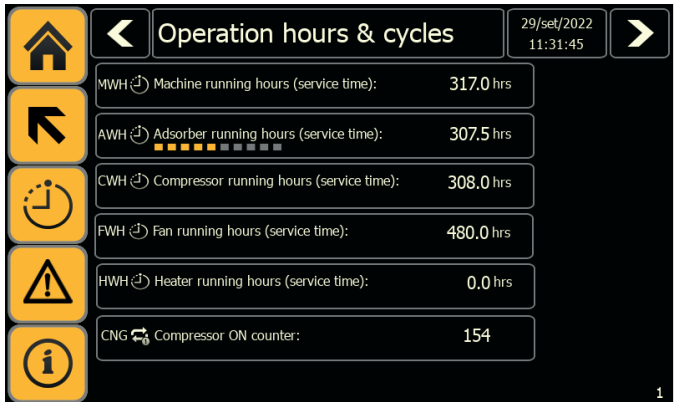 Operation hours & cycles
29/set/2022
11:31:45
MWH Machine running hours (service time): 317.0 hrs
AWH Adsorber running hours (service time): 307.5 hrs
CWH Compressor running hours (service time): 308.0 hrs
FWH Fan running hours (service time): 480.0 hrs
HWH Heater running hours (service time): 0.0 hrs
CNG Compressor ON counter: 154
1